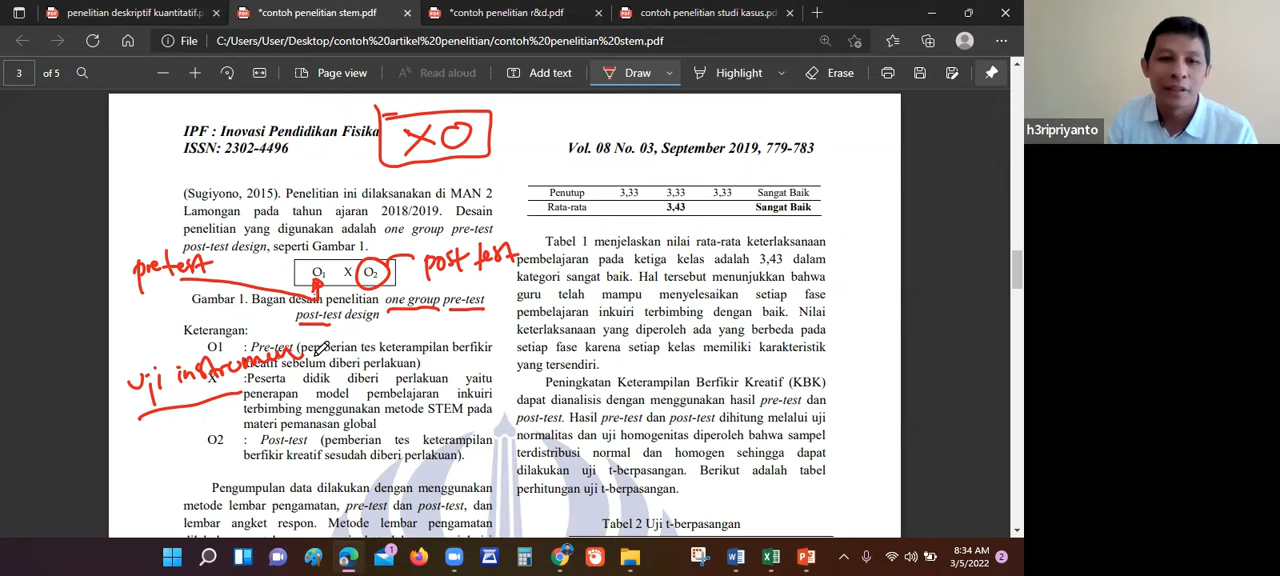 penelitian deskriptif kuantitatif.p
*contoh penelitian stem.pdf
*contoh penelitian r&d.pdf
contoh penelitian studi kasus.pd
File
C:/Users/User/Desktop/contoh%20artikel%20penelitian/contoh%20penelitian%20stem.pdf
3 of 5
Page view
Read aloud
Add text
Draw
Highlight
Erase
h3ripriyanto
XO
IPF : Inovasi Pendidikan Fisika
ISSN: 2302-4496
Vol. 08 No. 03, September 2019, 779-783
(Sugiyono, 2015). Penelitian ini dilaksanakan di MAN 2
Lamongan pada tahun ajaran 2018/2019. Desain
penelitian yang digunakan adalah one group pre-test
post-test design, seperti Gambar 1.
pretest
O1 X O2
post test
Gambar 1. Bagan desain penelitian one group pre-test
post-test design
Keterangan:
O1 : Pre-test (pemberian tes keterampilan berfikir
kreatif sebelum diberi perlakuan)
uji instrumen
X :Peserta didik diberi perlakuan yaitu
penerapan model pembelajaran inkuiri
terbimbing menggunakan metode STEM pada
materi pemanasan global
O2 : Post-test (pemberian tes keterampilan
berfikir kreatif sesudah diberi perlakuan).
Pengumpulan data dilakukan dengan menggunakan
metode lembar pengamatan, pre-test dan post-test, dan
lembar angket respon. Metode lembar pengamatan
Penutup 3,33 3,33 3,33 Sangat Baik
Rata-rata 3,43 Sangat Baik
Tabel 1 menjelaskan nilai rata-rata keterlaksanaan
pembelajaran pada ketiga kelas adalah 3,43 dalam
kategori sangat baik. Hal tersebut menunjukkan bahwa
guru telah mampu menyelesaikan setiap fase
pembelajaran inkuiri terbimbing dengan baik. Nilai
keterlaksanaan yang diperoleh ada yang berbeda pada
setiap fase karena setiap kelas memiliki karakteristik
yang tersendiri.
Peningkatan Keterampilan Berfikir Kreatif (KBK)
dapat dianalisis dengan menggunakan hasil pre-test dan
post-test. Hasil pre-test dan post-test dihitung melalui uji
normalitas dan uji homogenitas diperoleh bahwa sampel
terdistribusi normal dan homogen sehingga dapat
dilakukan uji t-berpasangan. Berikut adalah tabel
perhitungan uji t-berpasangan.
Tabel 2 Uji t-berpasangan
8:34 AM
3/5/2022
2
1